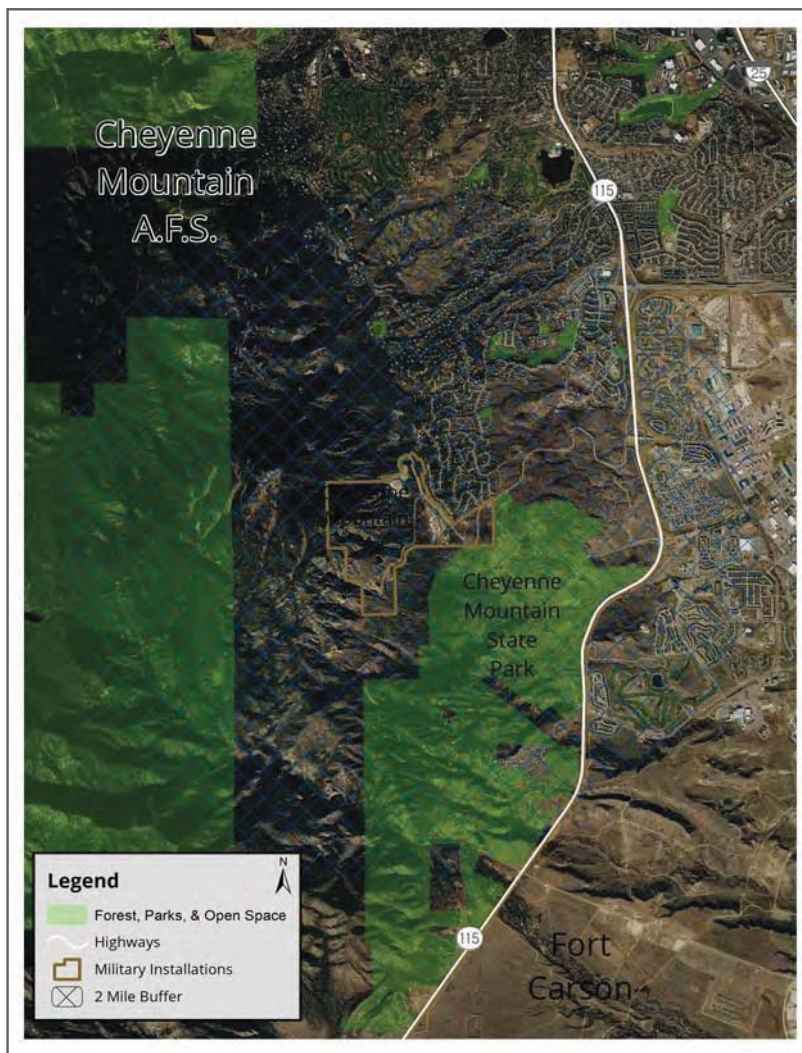 Cheyenne
Mountain
A.F.S.
25
115
Mountain
Cheyenne
Mountain
State
Park
115
Fort
Carson
N
Legend
Forest, Parks, & Open Space
Highways
Military Installations
2 Mile Buffer